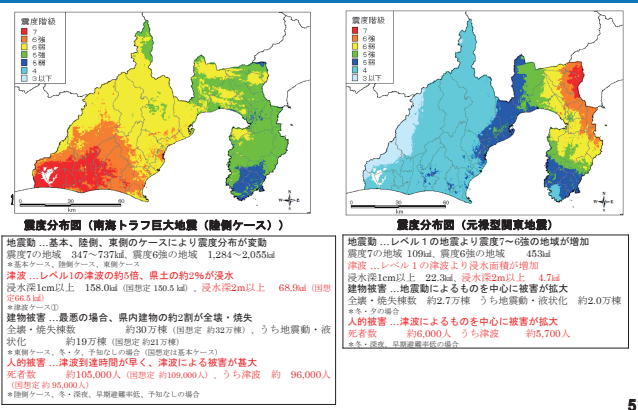 震度階級
7
6強
6弱
5強
5弱
4
3以下
0 30 60
km
W E
S
震度分布図（南海トラフ巨大地震（陸側ケース））
地震動 …基本、陸側、東側のケースにより震度分布が変動
震度7の地域 347～737㎢、震度6強の地域 1,284～2,055㎢
＊基本ケース、陸側ケース、東側ケース
津波 …レベル1の津波の約5倍、県土の約2%が浸水
浸水深1cm以上 158.0㎢（国想定 150.5 ㎢）、浸水深2m以上 68.9㎢（国想
定66.5 ㎢）
＊津波ケース①
建物被害 …最悪の場合、県内建物の約2割が全壊・焼失
全壊・焼失棟数 約30万棟（国想定 約32万棟）、うち地震動・液
状化 約19万棟（国想定 約21万棟）
＊東側ケース、冬・夕、予知なしの場合（国想定は基本ケース）
人的被害 …津波到達時間が早く、津波による被害が甚大
死者数 約105,000人（国想定 約109,000人）、うち津波 約 96,000人
（国想定 約 95,000人）
＊陸側ケース、冬・深夜、早期避難率低、予知なしの場合
震度階級
7
6強
6弱
5強
5弱
4
3以下
0 30 60
km
W E
S
震度分布図（元禄型関東地震）
地震動 …レベル１の地震より震度7～6強の地域が増加
震度7の地域 109㎢、震度6強の地域 453㎢
津波 …レベル１の津波より浸水面積が増加
浸水深1cm以上 22.3㎢、浸水深2m以上 4.7㎢
建物被害 …地震動によるものを中心に被害が拡大
全壊・焼失棟数 約2.7万棟 うち地震動・液状化 約2.0万棟
＊冬・夕の場合
人的被害 …津波によるものを中心に被害が拡大
死者数 約6,000人 うち津波 約5,700人
＊冬・深夜、早期避難率低の場合
5